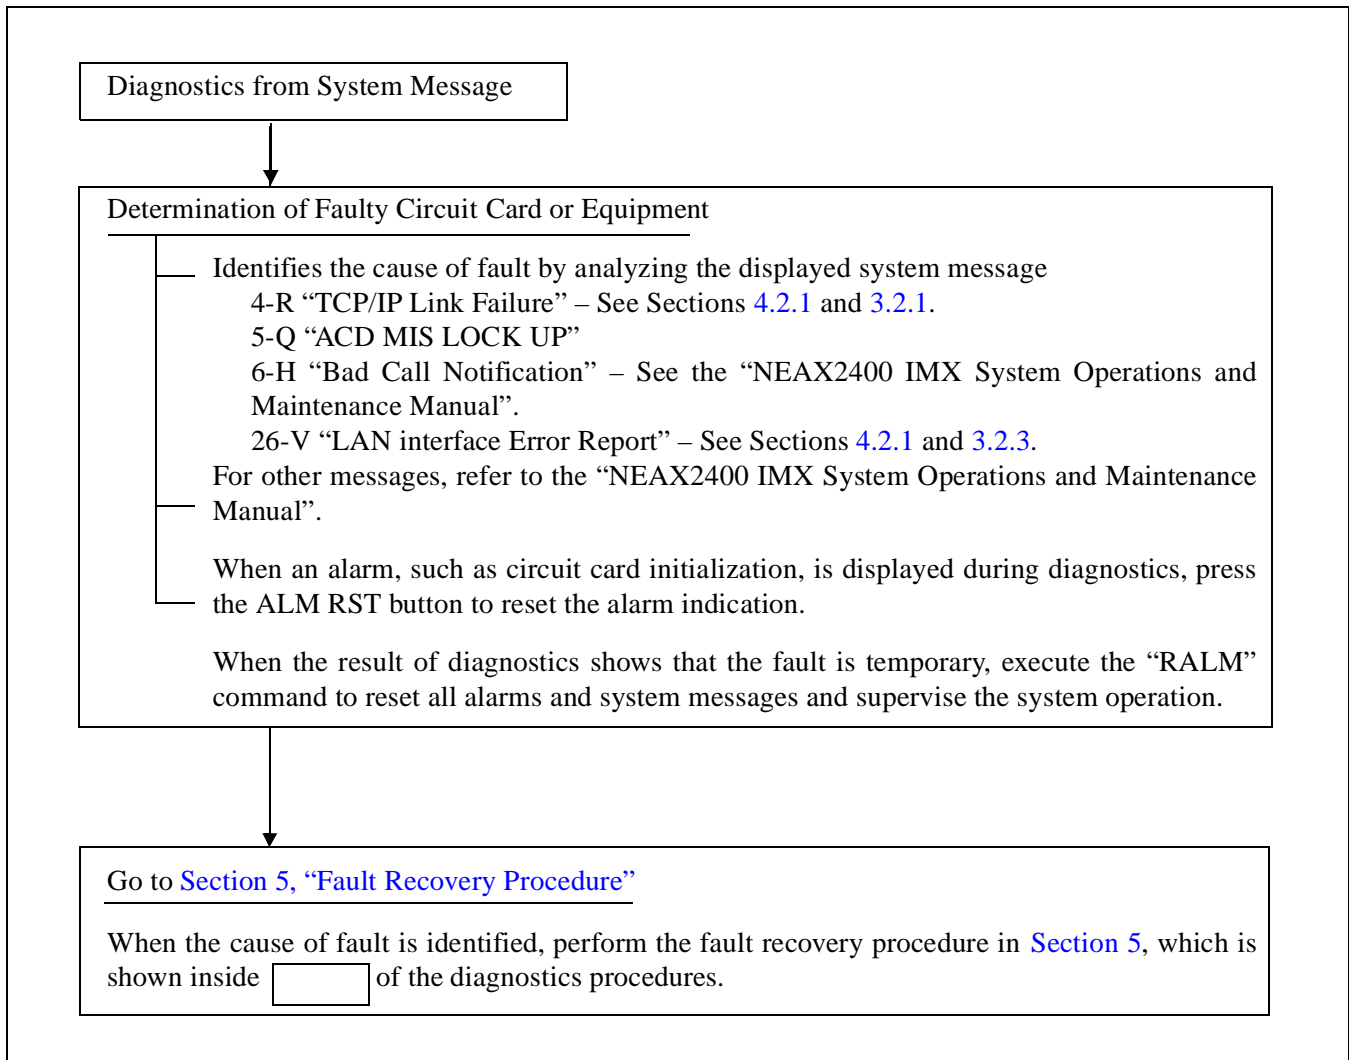 Diagnostics from System Message
Determination of Faulty Circuit Card or Equipment
Identifies the cause of fault by analyzing the displayed system message
4-R “TCP/IP Link Failure” – See Sections 4.2.1 and 3.2.1.
5-Q “ACD MIS LOCK UP”
6-H “Bad Call Notification” – See the “NEAX2400 IMX System Operations and
Maintenance Manual”.
26-V “LAN interface Error Report” – See Sections 4.2.1 and 3.2.3.
For other messages, refer to the “NEAX2400 IMX System Operations and Maintenance
Manual”.
When an alarm, such as circuit card initialization, is displayed during diagnostics, press
the ALM RST button to reset the alarm indication.
When the result of diagnostics shows that the fault is temporary, execute the “RALM”
command to reset all alarms and system messages and supervise the system operation.
Go to Section 5, “Fault Recovery Procedure”
When the cause of fault is identified, perform the fault recovery procedure in Section 5, which is
shown inside of the diagnostics procedures.